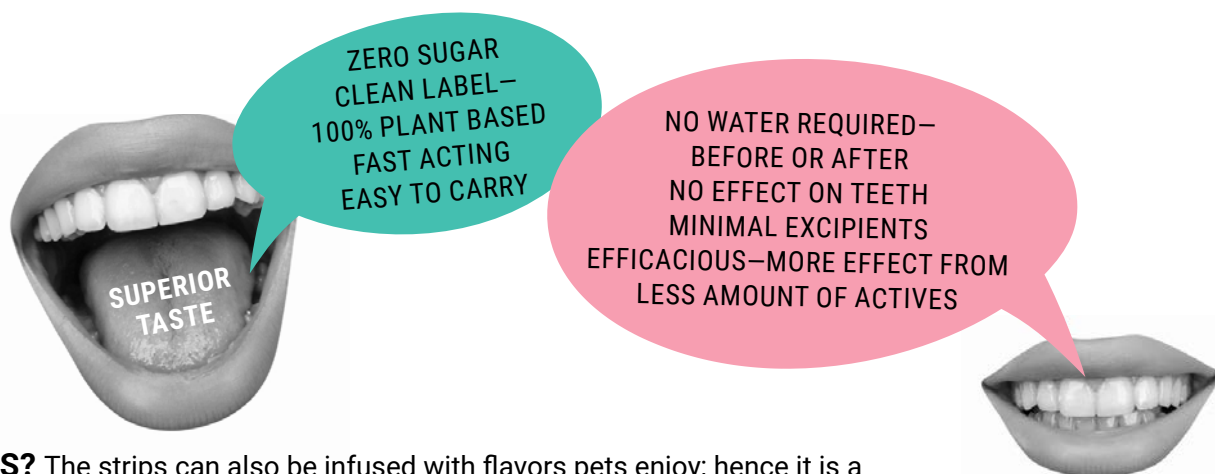 ZERO SUGAR
CLEAN LABEL—
100% PLANT BASED
FAST ACTING
EASY TO CARRY
SUPERIOR
TASTE
NO WATER REQUIRED—
BEFORE OR AFTER
NO EFFECT ON TEETH
MINIMAL EXCIPIENTS
EFFICACIOUS—MORE EFFECT FROM
LESS AMOUNT OF ACTIVES
S? The strips can also be infused with flavors pets enjoy; hence it is a